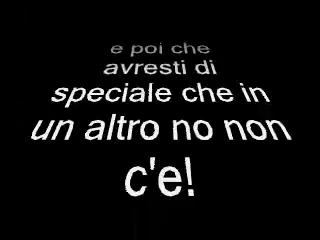 e poi che
avresti di
speciale che in
un altro no non
c'e!